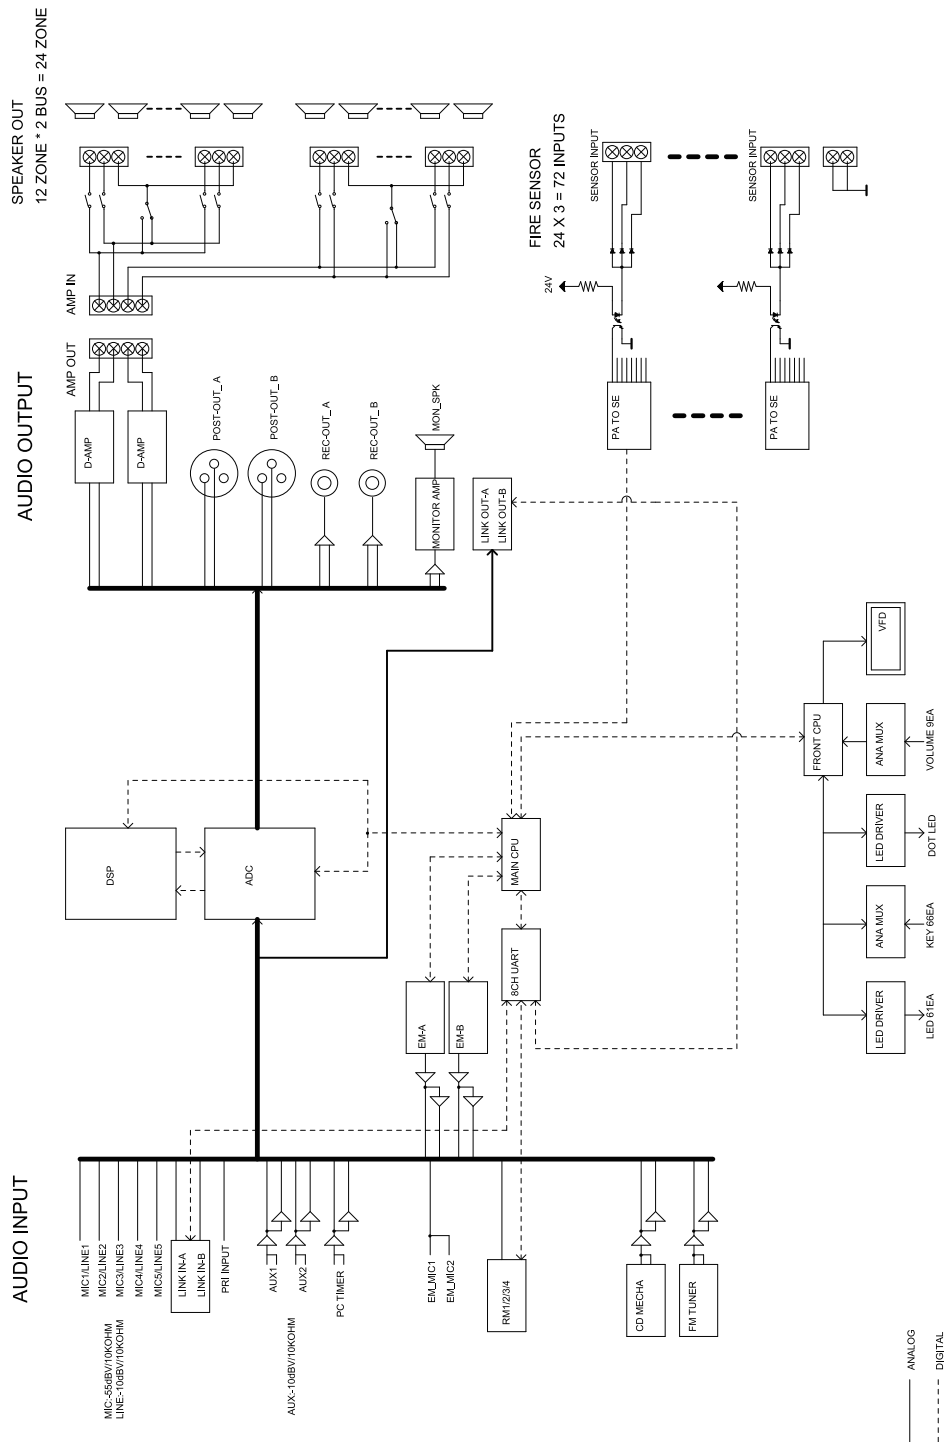 AUDIO INPUT
MIC1/LINE1
MIC2/LINE2
MIC3/LINE3
MIC4/LINE4
MIC5/LINE5
LINK IN-A
LINK IN-B
PRI INPUT
MIC:-55dBV/10KOHM
LINE:-10dBV/10KOHM
AUX1
AUX2
AUX:-10dBV/10KOHM
PC TIMER
EM_MIC1
EM_MIC2
RM1/2/3/4
CD MECHA
FM TUNER
ANALOG
DIGITAL
DSP
ADC
EM-A
EM-B
8CH UART
MAIN CPU
FRONT CPU
VFD
ANA MUX
VOLUME 9EA
LED DRIVER
DOT LED
ANA MUX
KEY 66EA
LED DRIVER
LED 61EA
AUDIO OUTPUT
D-AMP
D-AMP
AMP OUT
AMP IN
POST-OUT_ A
POST-OUT_ B
REC-OUT_ A
REC-OUT_ B
MONITOR AMP
MON_SPK
LINK OUT-A
LINK OUT-B
SPEAKER OUT
12 ZONE * 2 BUS = 24 ZONE
FIRE SENSOR
24 X 3 = 72 INPUTS
SENSOR INPUT
SENSOR INPUT
24V
PA TO SE
PA TO SE